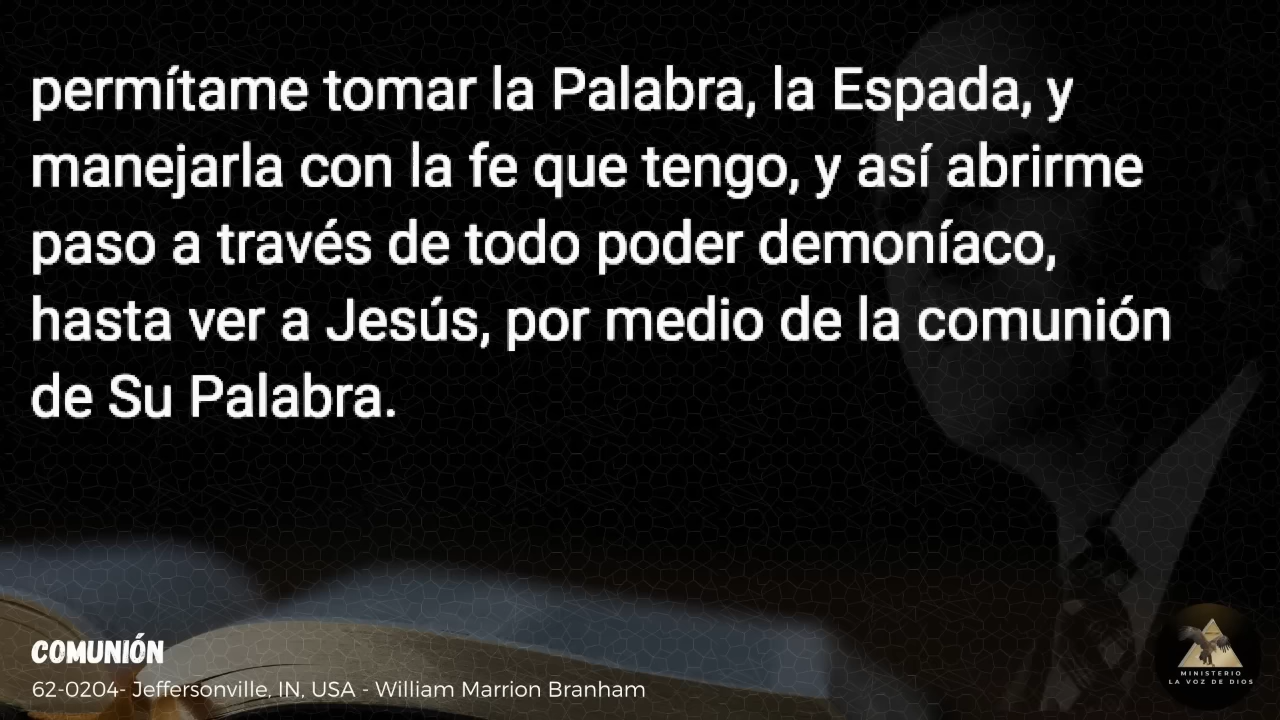 permítame tomar la Palabra, la Espada, y
manejarla con la fe que tengo, y así abrirme
paso a través de todo poder demoníaco,
hasta ver a Jesús, por medio de la comunión
de Su Palabra.
COMUNIÓN
62-0204- Jeffersonville, IN, USA - William Marrion Branham
MINISTERIO
LA VOZ DE DIOS